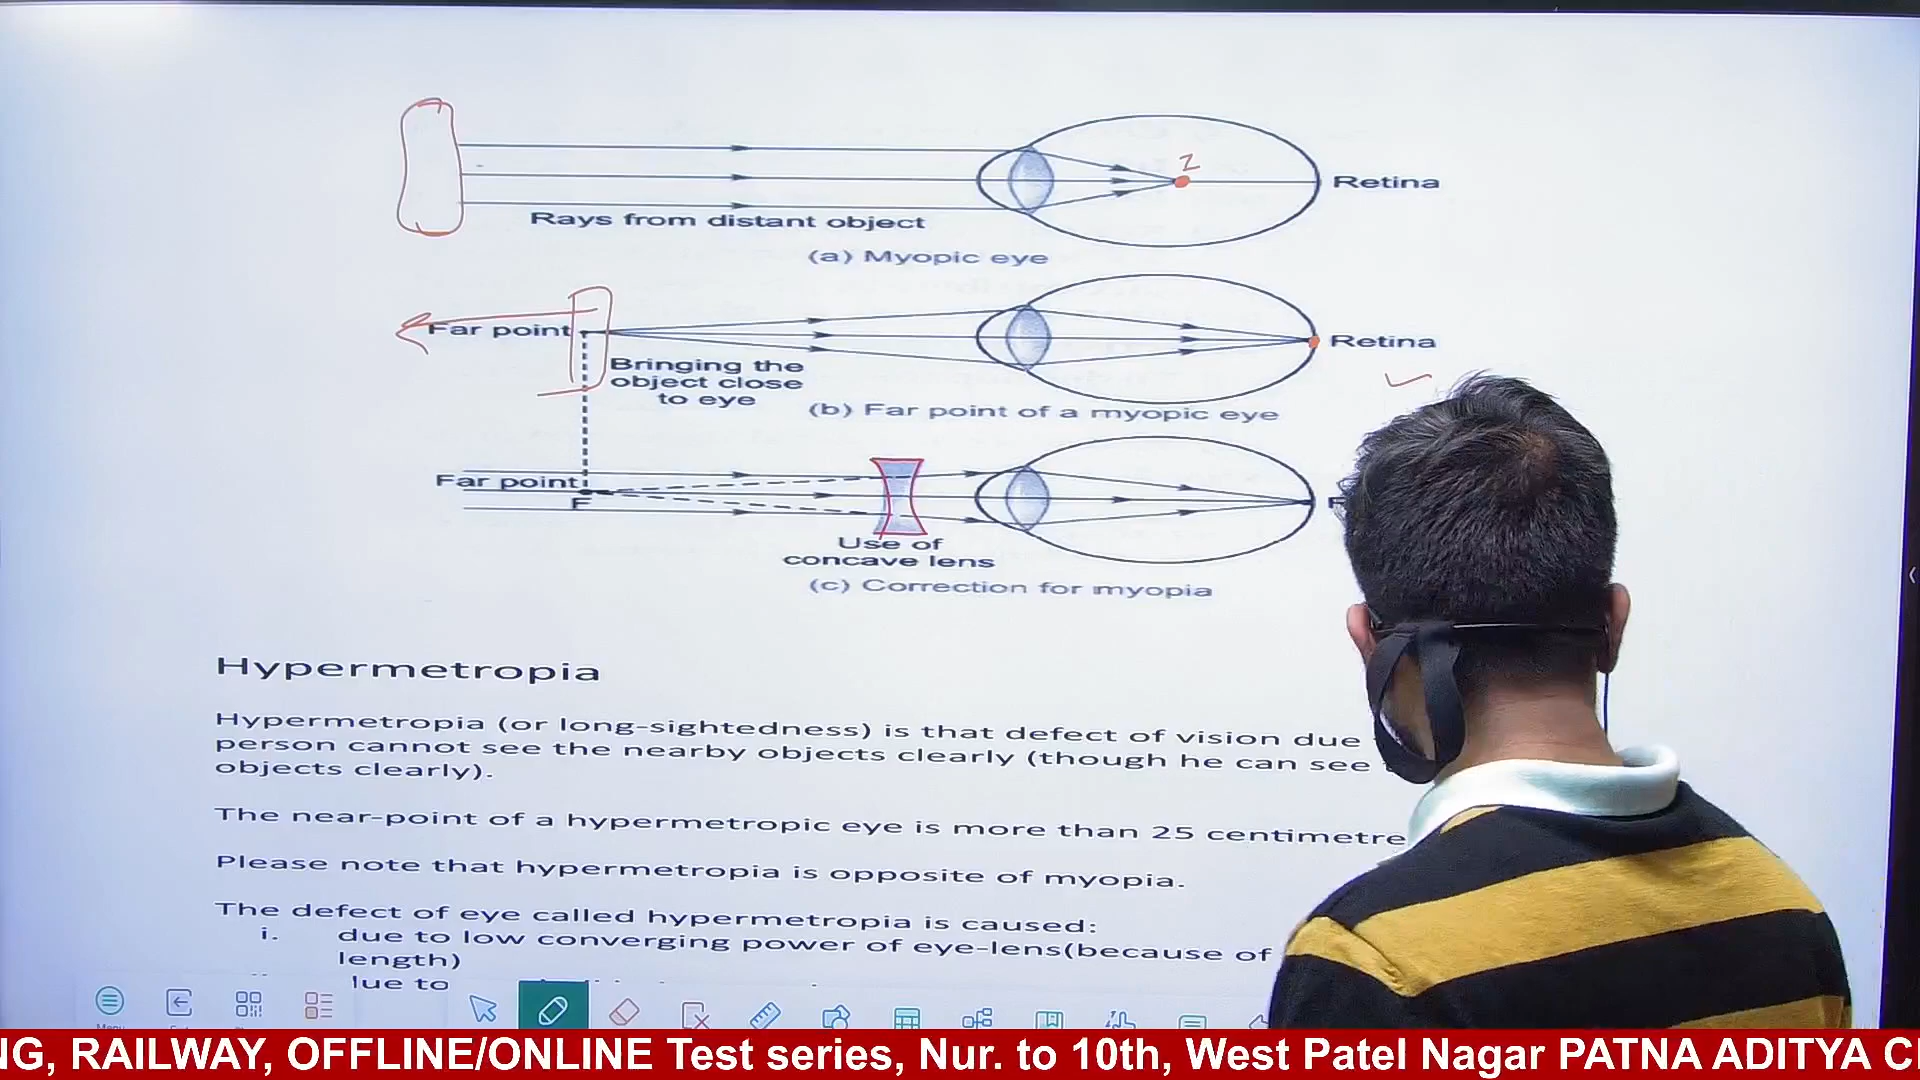 Z
Retina
Rays from distant object
(a) Myopic eye
Far point
Retina
Bringing the
object close
to eye
(b) Far point of a myopic eye
Far point
F
Use of
concave lens
(c) Correction for myopia
Hypermetropia
Hypermetropia (or long-sightedness) is that defect of vision due
person cannot see the nearby objects clearly (though he can see
objects clearly).
The near-point of a hypermetropic eye is more than 25 centimetre
Please note that hypermetropia is opposite of myopia.
The defect of eye called hypermetropia is caused:
i. due to low converging power of eye-lens(because of
length)
to
Menu
NG, RAILWAY, OFFLINE/ONLINE Test series, Nur. to 10th, West Patel Nagar PATNA ADITYA C